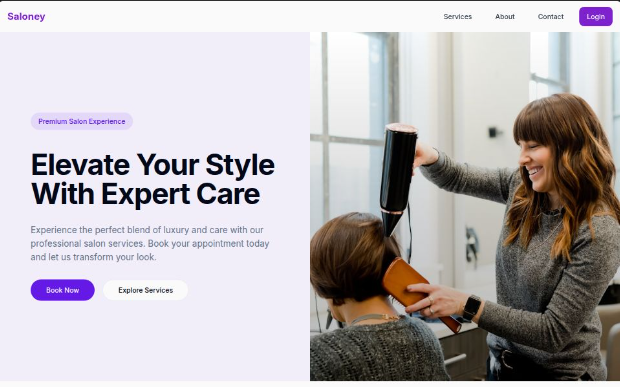 Saloney
Services About Contact Login
Premium Salon Experience
Elevate Your Style
With Expert Care
Experience the perfect blend of luxury and care with our
professional salon services. Book your appointment today
and let us transform your look.
Book Now Explore Services